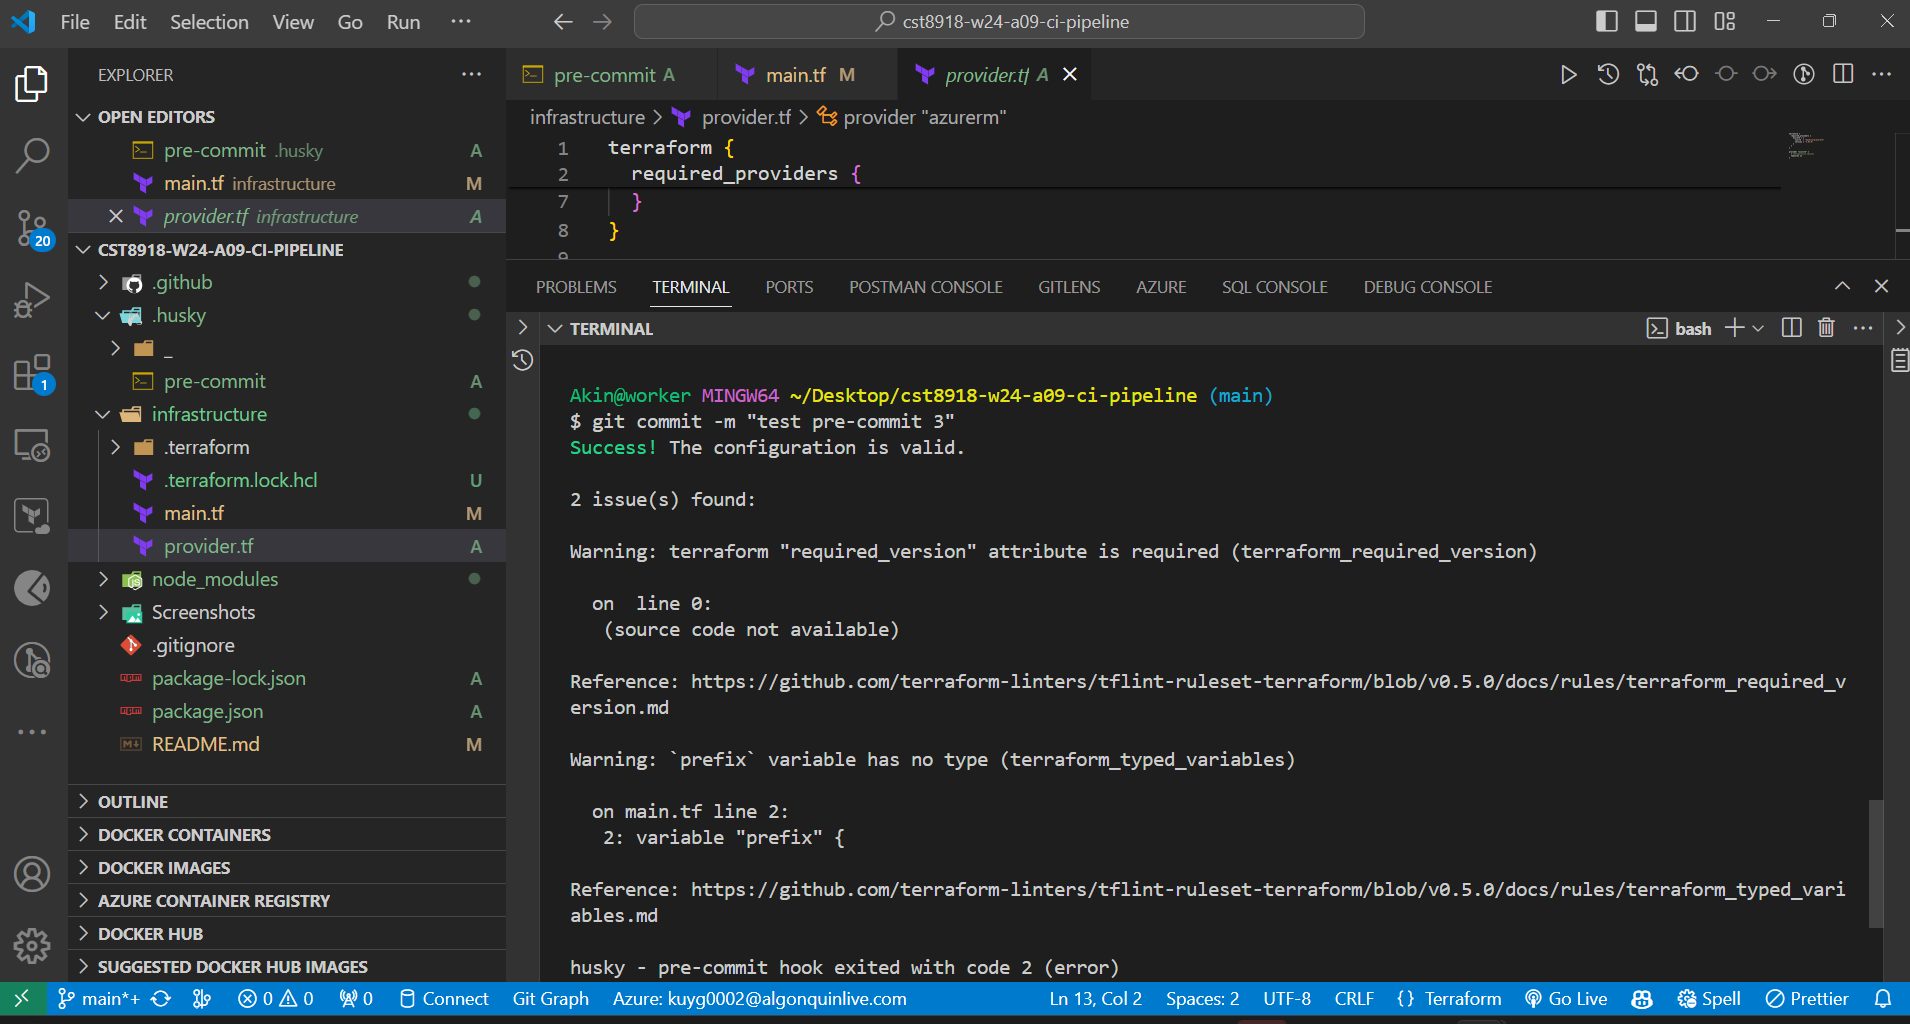 File Edit Selection View Go Run ···
cst8918-w24-a09-ci-pipeline
EXPLORER
OPEN EDITORS
pre-commit .husky A
main.tf infrastructure M
provider.tf infrastructure A
CST8918-W24-A09-CI-PIPELINE
.github
.husky
_
pre-commit A
infrastructure
.terraform
.terraform.lock.hcl U
main.tf M
provider.tf A
node_modules
Screenshots
.gitignore
package-lock.json A
package.json A
README.md M
OUTLINE
DOCKER CONTAINERS
DOCKER IMAGES
AZURE CONTAINER REGISTRY
DOCKER HUB
SUGGESTED DOCKER HUB IMAGES
20
1
pre-commit A main.tf M provider.tf A
infrastructure > provider.tf > provider "azurerm"
1 terraform {
2 required_providers {
7 }
8 }
9
PROBLEMS TERMINAL PORTS POSTMAN CONSOLE GITLENS AZURE SQL CONSOLE DEBUG CONSOLE
TERMINAL
bash
Akin@worker MINGW64 ~/Desktop/cst8918-w24-a09-ci-pipeline (main)
$ git commit -m "test pre-commit 3"
Success! The configuration is valid.
2 issue(s) found:
Warning: terraform "required_version" attribute is required (terraform_required_version)
on  line 0:
(source code not available)
Reference: https://github.com/terraform-linters/tflint-ruleset-terraform/blob/v0.5.0/docs/rules/terraform_required_v
ersion.md
Warning: `prefix` variable has no type (terraform_typed_variables)
on main.tf line 2:
2: variable "prefix" {
Reference: https://github.com/terraform-linters/tflint-ruleset-terraform/blob/v0.5.0/docs/rules/terraform_typed_vari
ables.md
husky - pre-commit hook exited with code 2 (error)
main*+ 0 0 0 Connect Git Graph Azure: kuyg0002@algonquinlive.com Ln 13, Col 2 Spaces: 2 UTF-8 CRLF {} Terraform Go Live Spell Prettier